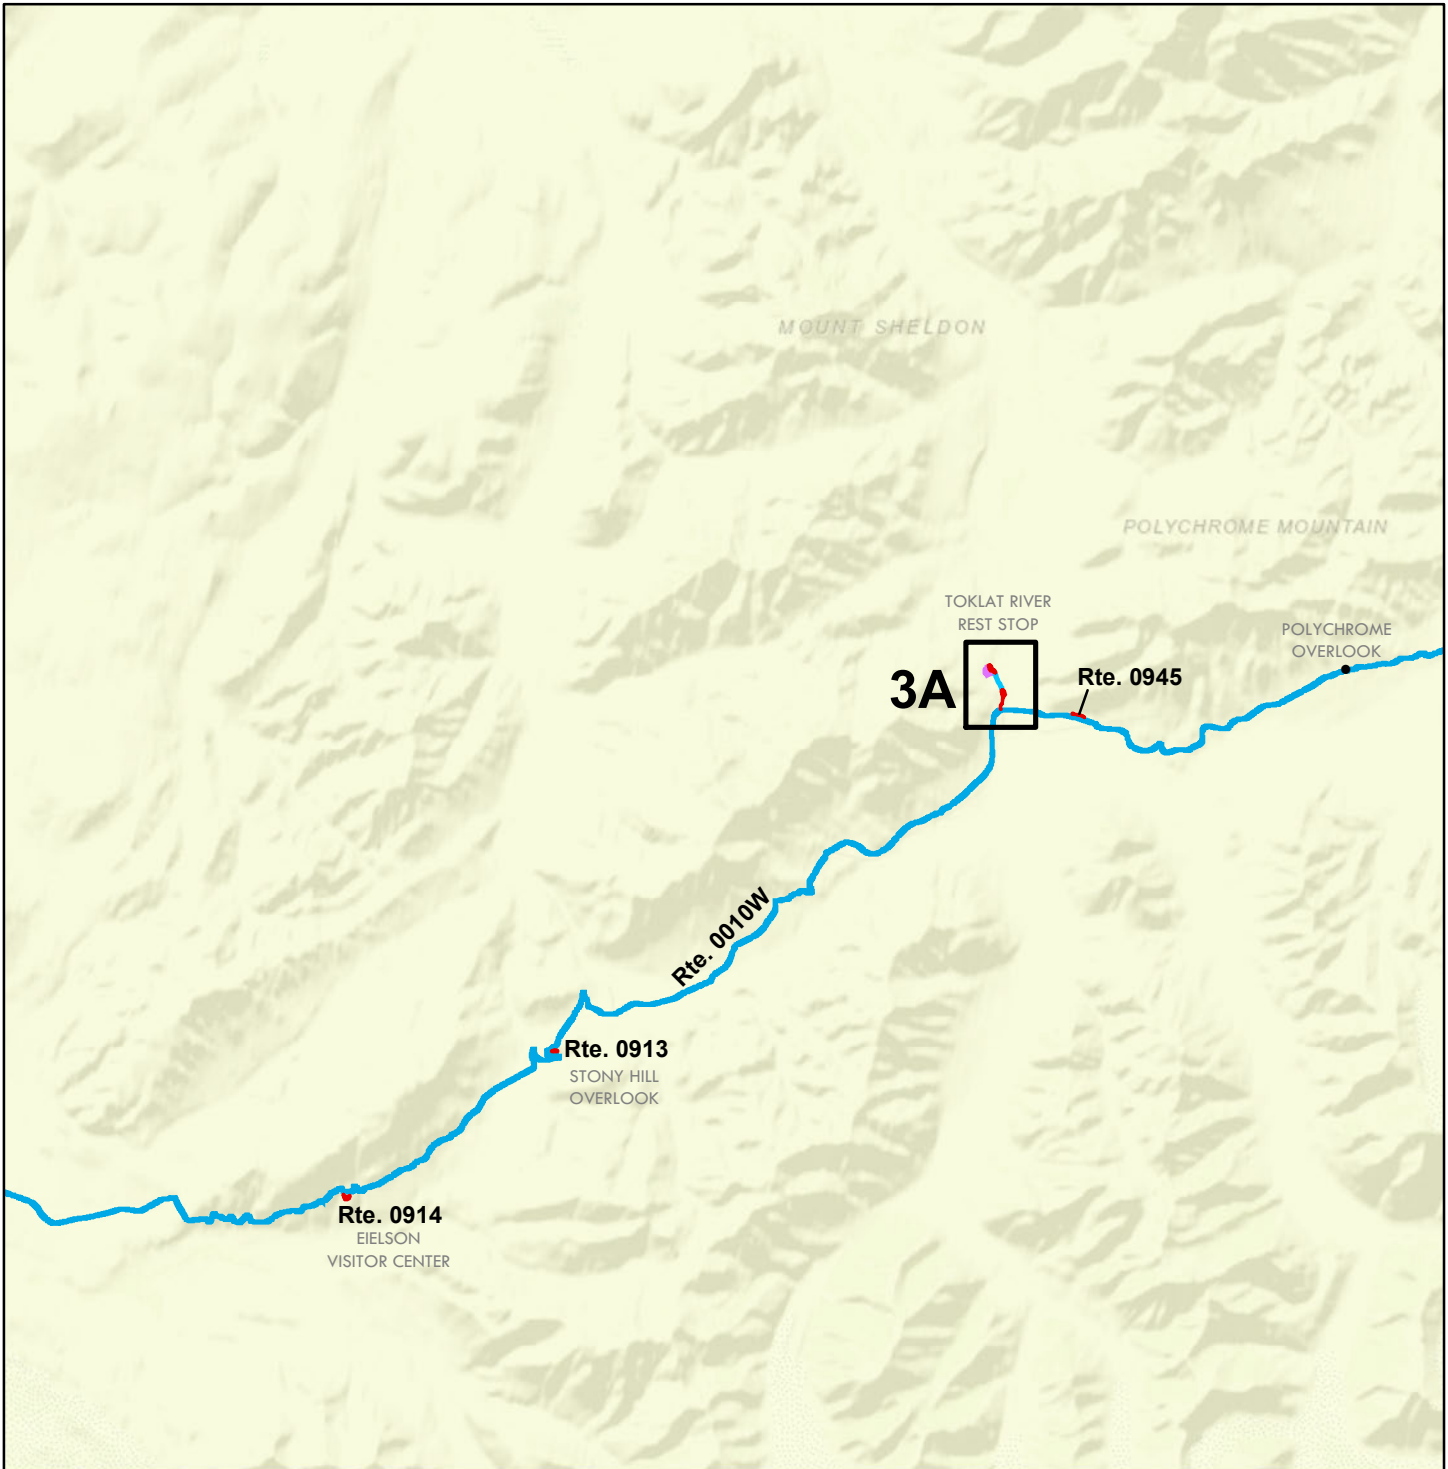 MOUNT SHELDON
POLYCHROME MOUNTAIN
TOKLAT RIVER
REST STOP
POLYCHROME
OVERLOOK
3A
Rte. 0945
Rte. 0010W
Rte. 0913
STONY HILL
OVERLOOK
Rte. 0914
EIELSON
VISITOR CENTER